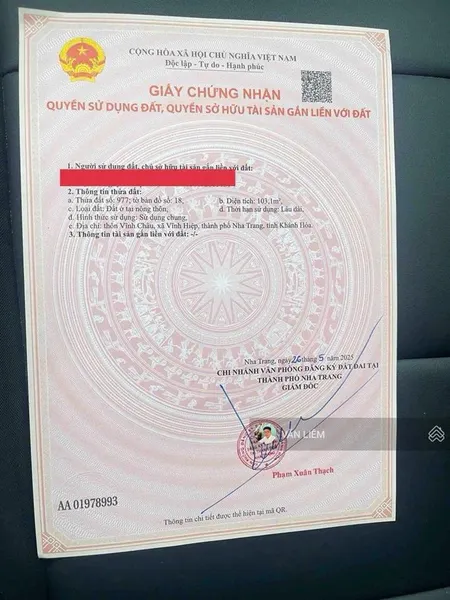 CỘNG HÒA XÃ HỘI CHỦ NGHĨA VIỆT NAM
Độc lập - Tự do - Hạnh phúc
GIẤY CHỨNG NHẬN
QUYỀN SỬ DỤNG ĐẤT, QUYỀN SỞ HỮU TÀI SẢN GẮN LIỀN VỚI ĐẤT
1. Người sử dụng đất, chủ sở hữu tài sản gắn liền với đất:
2. Thông tin thửa đất:
a. Thửa đất số: 977; tờ bản đồ số: 18, b. Diện tích: 103,1m²,
c. Loại đất: Đất ở tại nông thôn, d. Thời hạn sử dụng: Lâu dài,
đ. Hình thức sử dụng: Sử dụng chung,
e. Địa chỉ: thôn Vĩnh Châu, xã Vĩnh Hiệp, thành phố Nha Trang, tỉnh Khánh Hòa.
3. Thông tin tài sản gắn liền với đất: -/-
Nha Trang, ngày 26 tháng 5 năm 2025
CHI NHÁNH VĂN PHÒNG ĐĂNG KÝ ĐẤT ĐAI TẠI
THÀNH PHỐ NHA TRANG
GIÁM ĐỐC
VĂN LIÊM
Phạm Xuân Thạch
AA 01978993
Thông tin chi tiết được thể hiện tại mã QR.